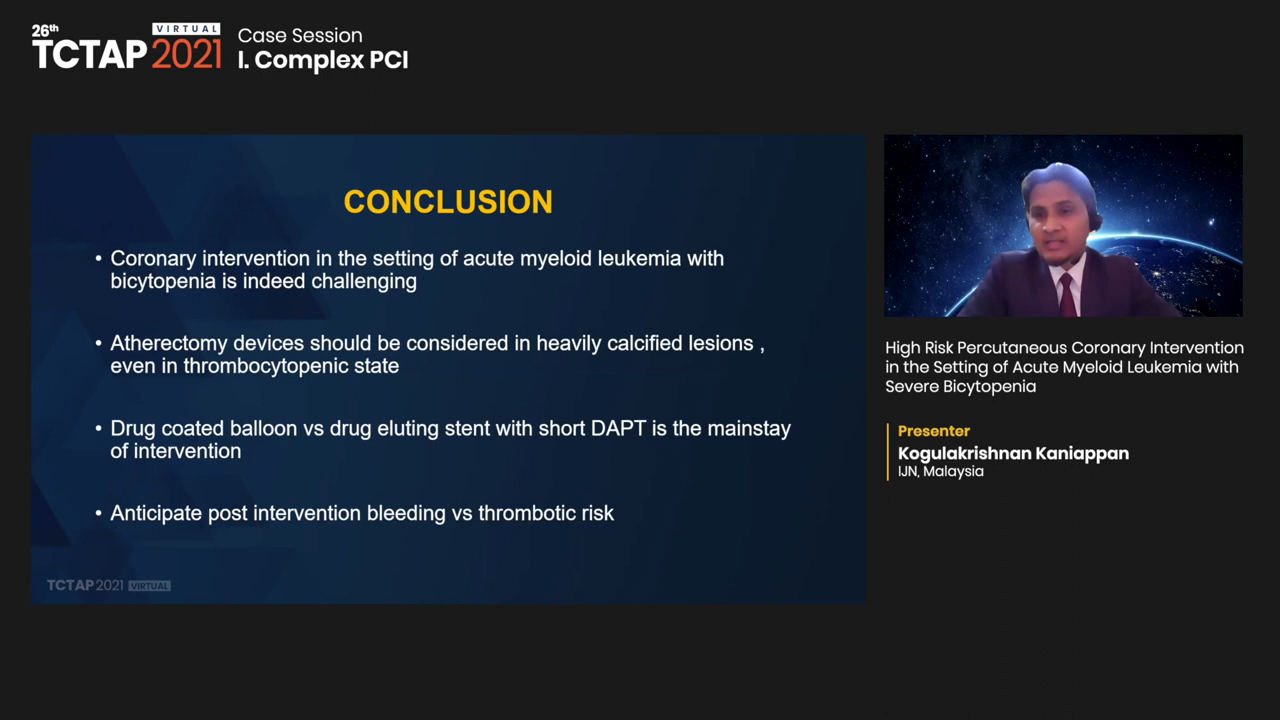 26th
TCTAP
VIRTUAL
2021
Case Session
I. Complex PCI
CONCLUSION
• Coronary intervention in the setting of acute myeloid leukemia with
bicytopenia is indeed challenging
• Atherectomy devices should be considered in heavily calcified lesions ,
even in thrombocytopenic state
• Drug coated balloon vs drug eluting stent with short DAPT is the mainstay
of intervention
• Anticipate post intervention bleeding vs thrombotic risk
TCTAP 2021 VIRTUAL
High Risk Percutaneous Coronary Intervention
in the Setting of Acute Myeloid Leukemia with
Severe Bicytopenia
Presenter
Kogulakrishnan Kaniappan
IJN, Malaysia